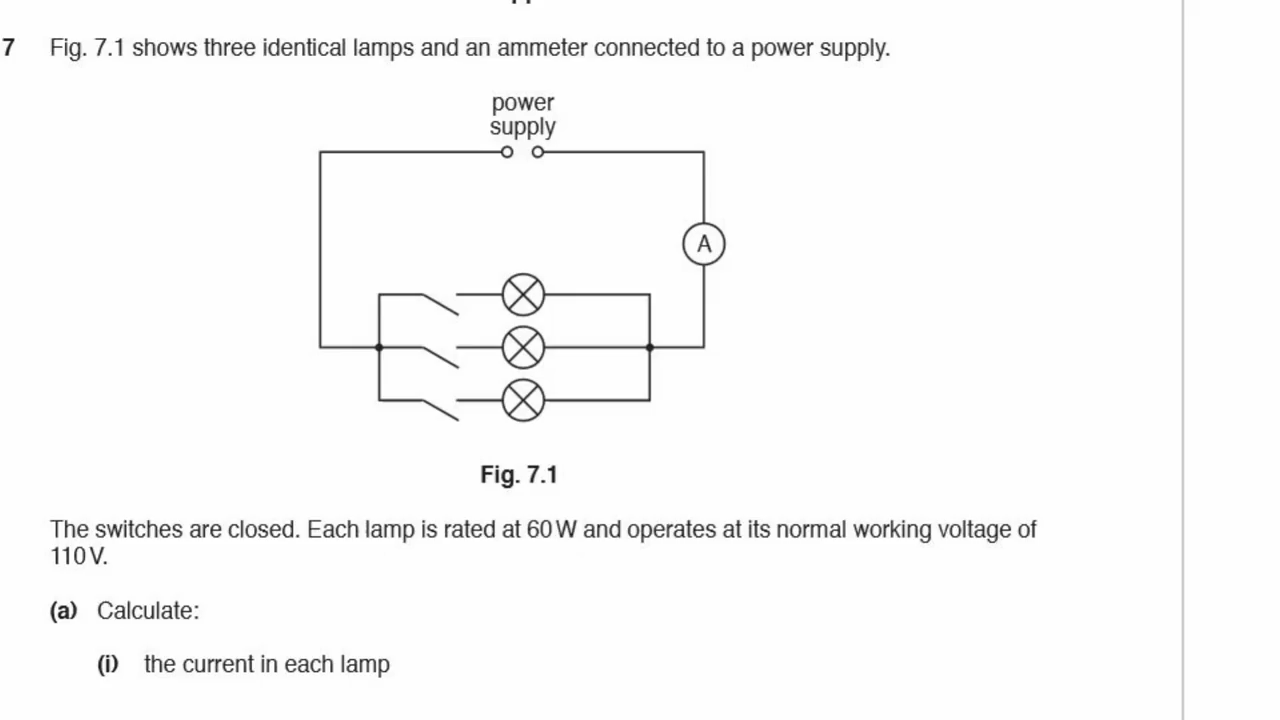 7 Fig. 7.1 shows three identical lamps and an ammeter connected to a power supply.
power
supply
A
Fig. 7.1
The switches are closed. Each lamp is rated at 60 W and operates at its normal working voltage of
110 V.
(a) Calculate:
(i) the current in each lamp